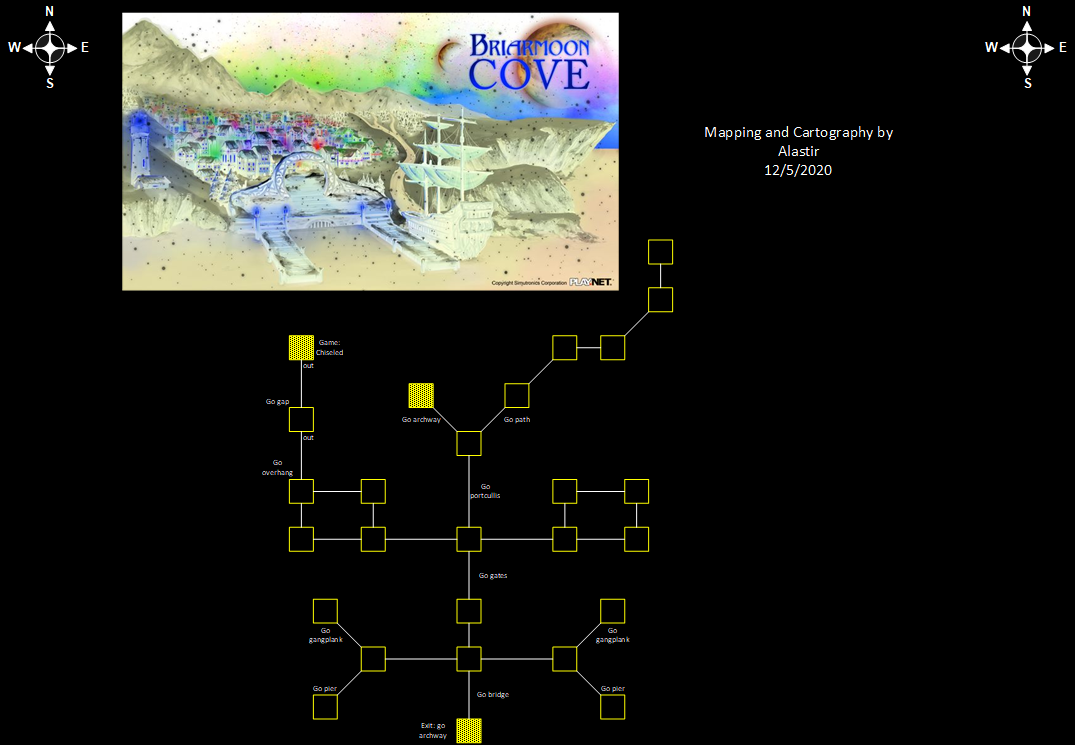 N
W E
S
BRIARMOON
COVE
Copyright Simutronics Corporation PLAY.NET
N
W E
S
Mapping and Cartography by
Alastir
12/5/2020
Game:
Chiseled
out
Go gap
out
Go
overhang
Go archway
Go path
Go
portcullis
Go gates
Go
gangplank
Go
gangplank
Go pier
Go pier
Go bridge
Exit: go
archway